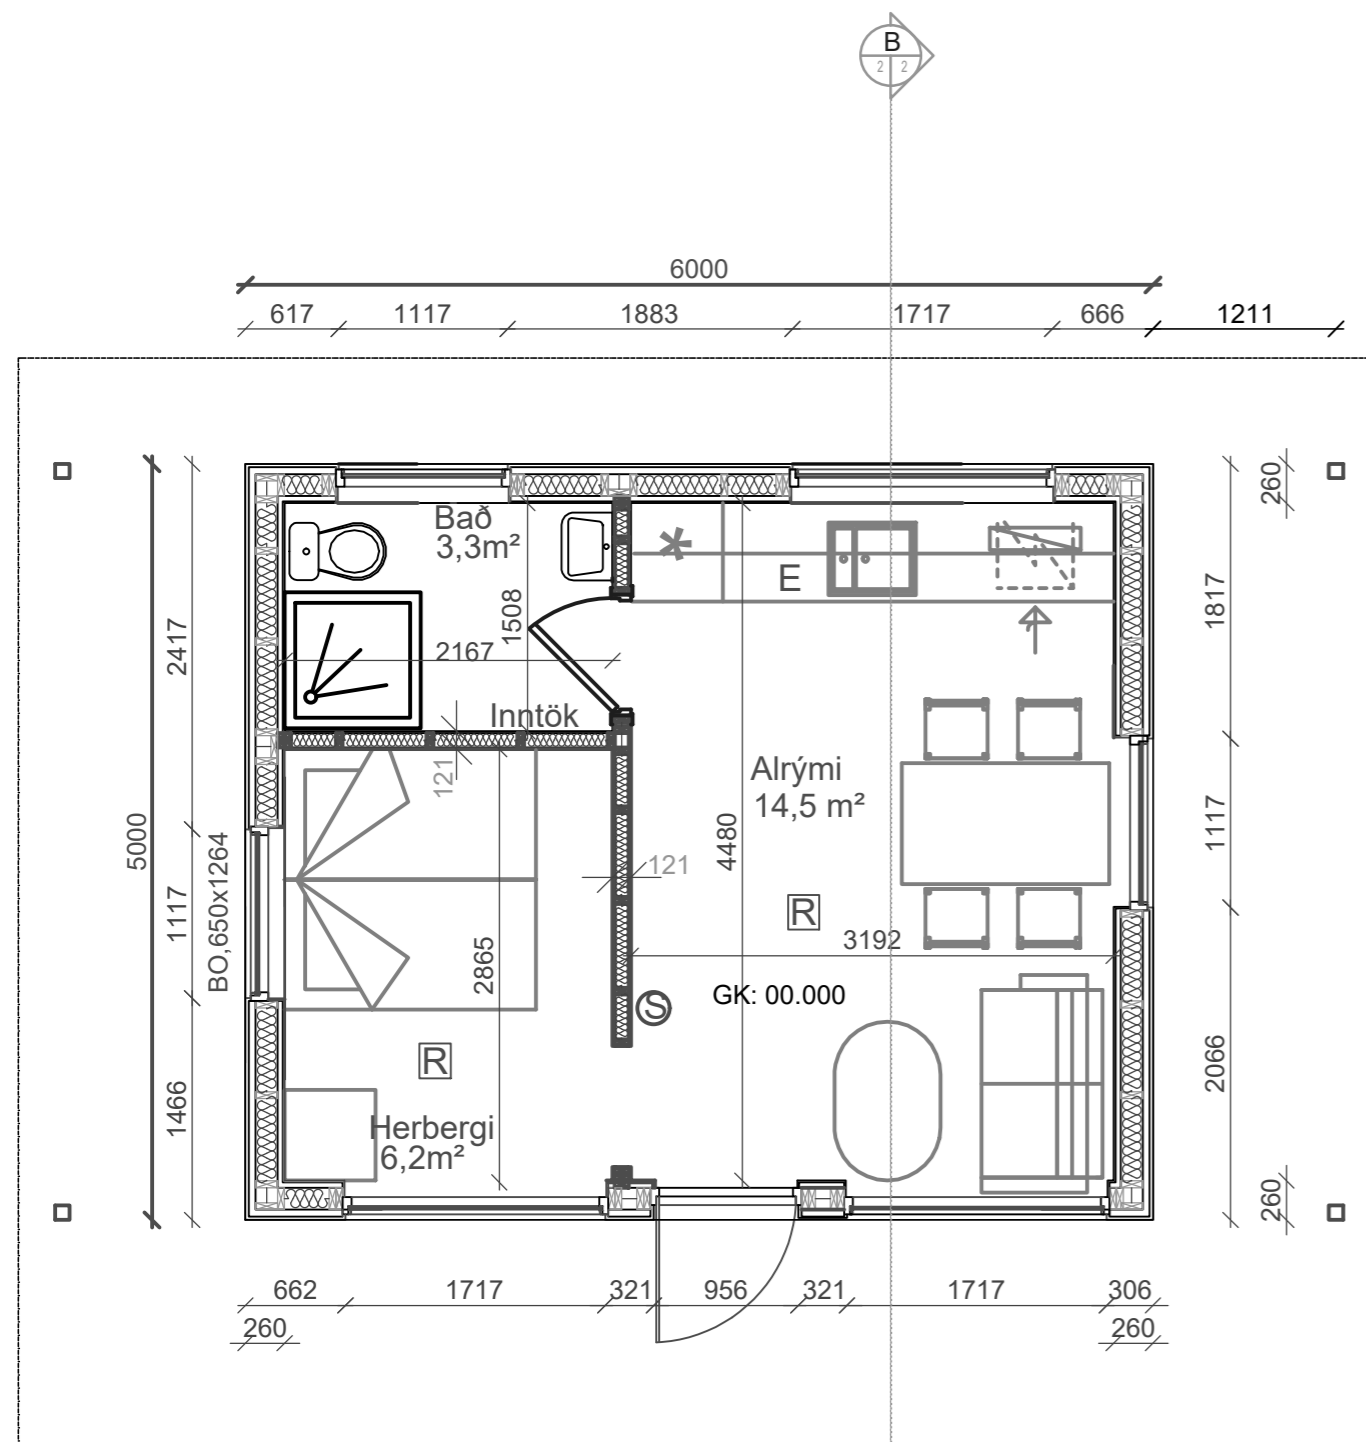 B
2 2
6000
617 1117 1883 1717 666 1211
Bað
3,3m²
E
1508
2167
Inntök
121
Alrými
14,5 m²
4480
121
R
3192
GK: 00.000
S
2865
R
Herbergi
6,2m²
5000
2417
1117
1466
BO,650x1264
1817
1117
2066
260
260
662 1717 321 956 321 1717 306
260 260